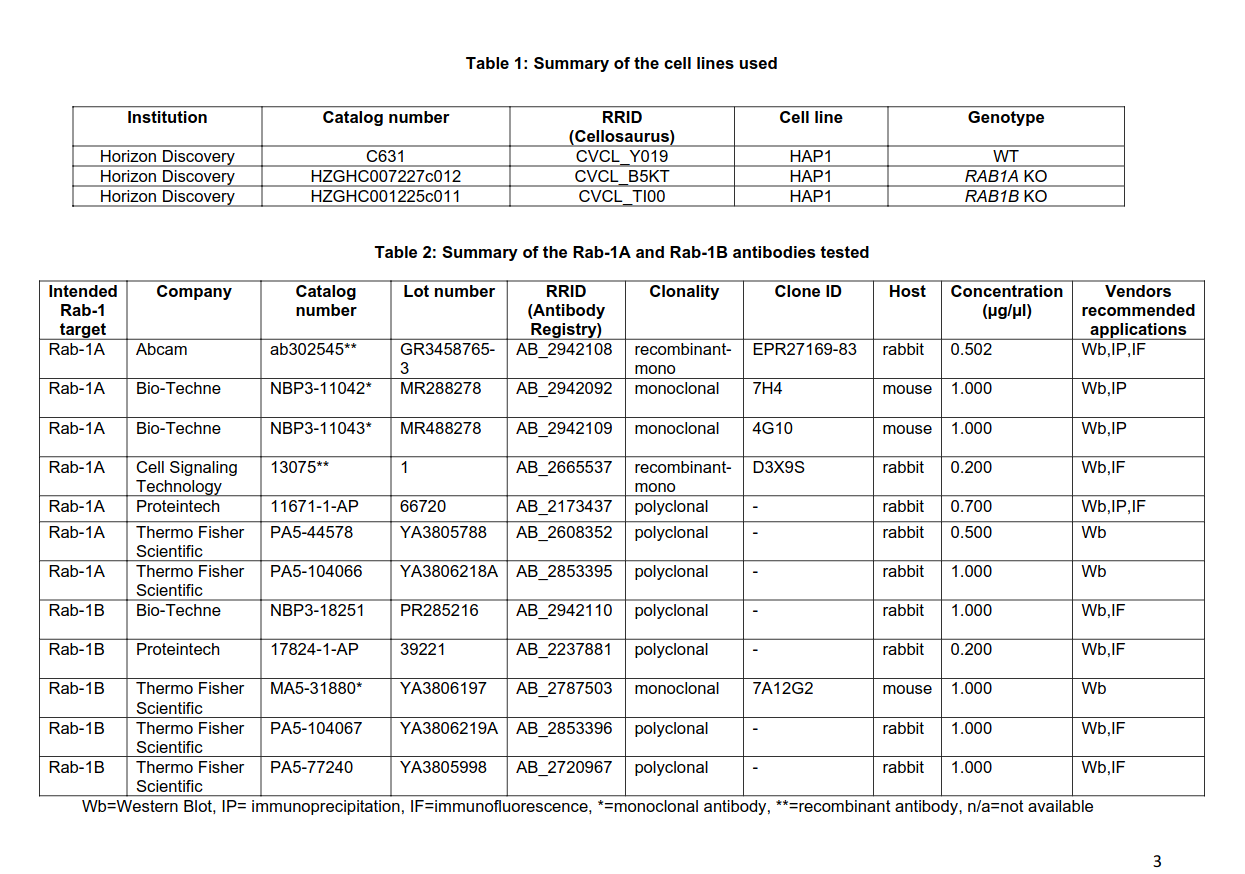 Table 1: Summary of the cell lines used
Institution Catalog number RRID (Cellosaurus) Cell line Genotype
Horizon Discovery C631 CVCL_Y019 HAP1 WT
Horizon Discovery HZGHC007227c012 CVCL_B5KT HAP1 RAB1A KO
Horizon Discovery HZGHC001225c011 CVCL_TI00 HAP1 RAB1B KO
Table 2: Summary of the Rab-1A and Rab-1B antibodies tested
Intended Rab-1 target Company Catalog number Lot number RRID (Antibody Registry) Clonality Clone ID Host Concentration (µg/µl) Vendors recommended applications
Rab-1A Abcam ab302545** GR3458765-3 AB_2942108 recombinant-mono EPR27169-83 rabbit 0.502 Wb,IP,IF
Rab-1A Bio-Techne NBP3-11042* MR288278 AB_2942092 monoclonal 7H4 mouse 1.000 Wb,IP
Rab-1A Bio-Techne NBP3-11043* MR488278 AB_2942109 monoclonal 4G10 mouse 1.000 Wb,IP
Rab-1A Cell Signaling Technology 13075** 1 AB_2665537 recombinant-mono D3X9S rabbit 0.200 Wb,IF
Rab-1A Proteintech 11671-1-AP 66720 AB_2173437 polyclonal - rabbit 0.700 Wb,IP,IF
Rab-1A Thermo Fisher Scientific PA5-44578 YA3805788 AB_2608352 polyclonal - rabbit 0.500 Wb
Rab-1A Thermo Fisher Scientific PA5-104066 YA3806218A AB_2853395 polyclonal - rabbit 1.000 Wb
Rab-1B Bio-Techne NBP3-18251 PR285216 AB_2942110 polyclonal - rabbit 1.000 Wb,IF
Rab-1B Proteintech 17824-1-AP 39221 AB_2237881 polyclonal - rabbit 0.200 Wb,IF
Rab-1B Thermo Fisher Scientific MA5-31880* YA3806197 AB_2787503 monoclonal 7A12G2 mouse 1.000 Wb
Rab-1B Thermo Fisher Scientific PA5-104067 YA3806219A AB_2853396 polyclonal - rabbit 1.000 Wb,IF
Rab-1B Thermo Fisher Scientific PA5-77240 YA3805998 AB_2720967 polyclonal - rabbit 1.000 Wb,IF
Wb=Western Blot, IP= immunoprecipitation, IF=immunofluorescence, *=monoclonal antibody, **=recombinant antibody, n/a=not available
3